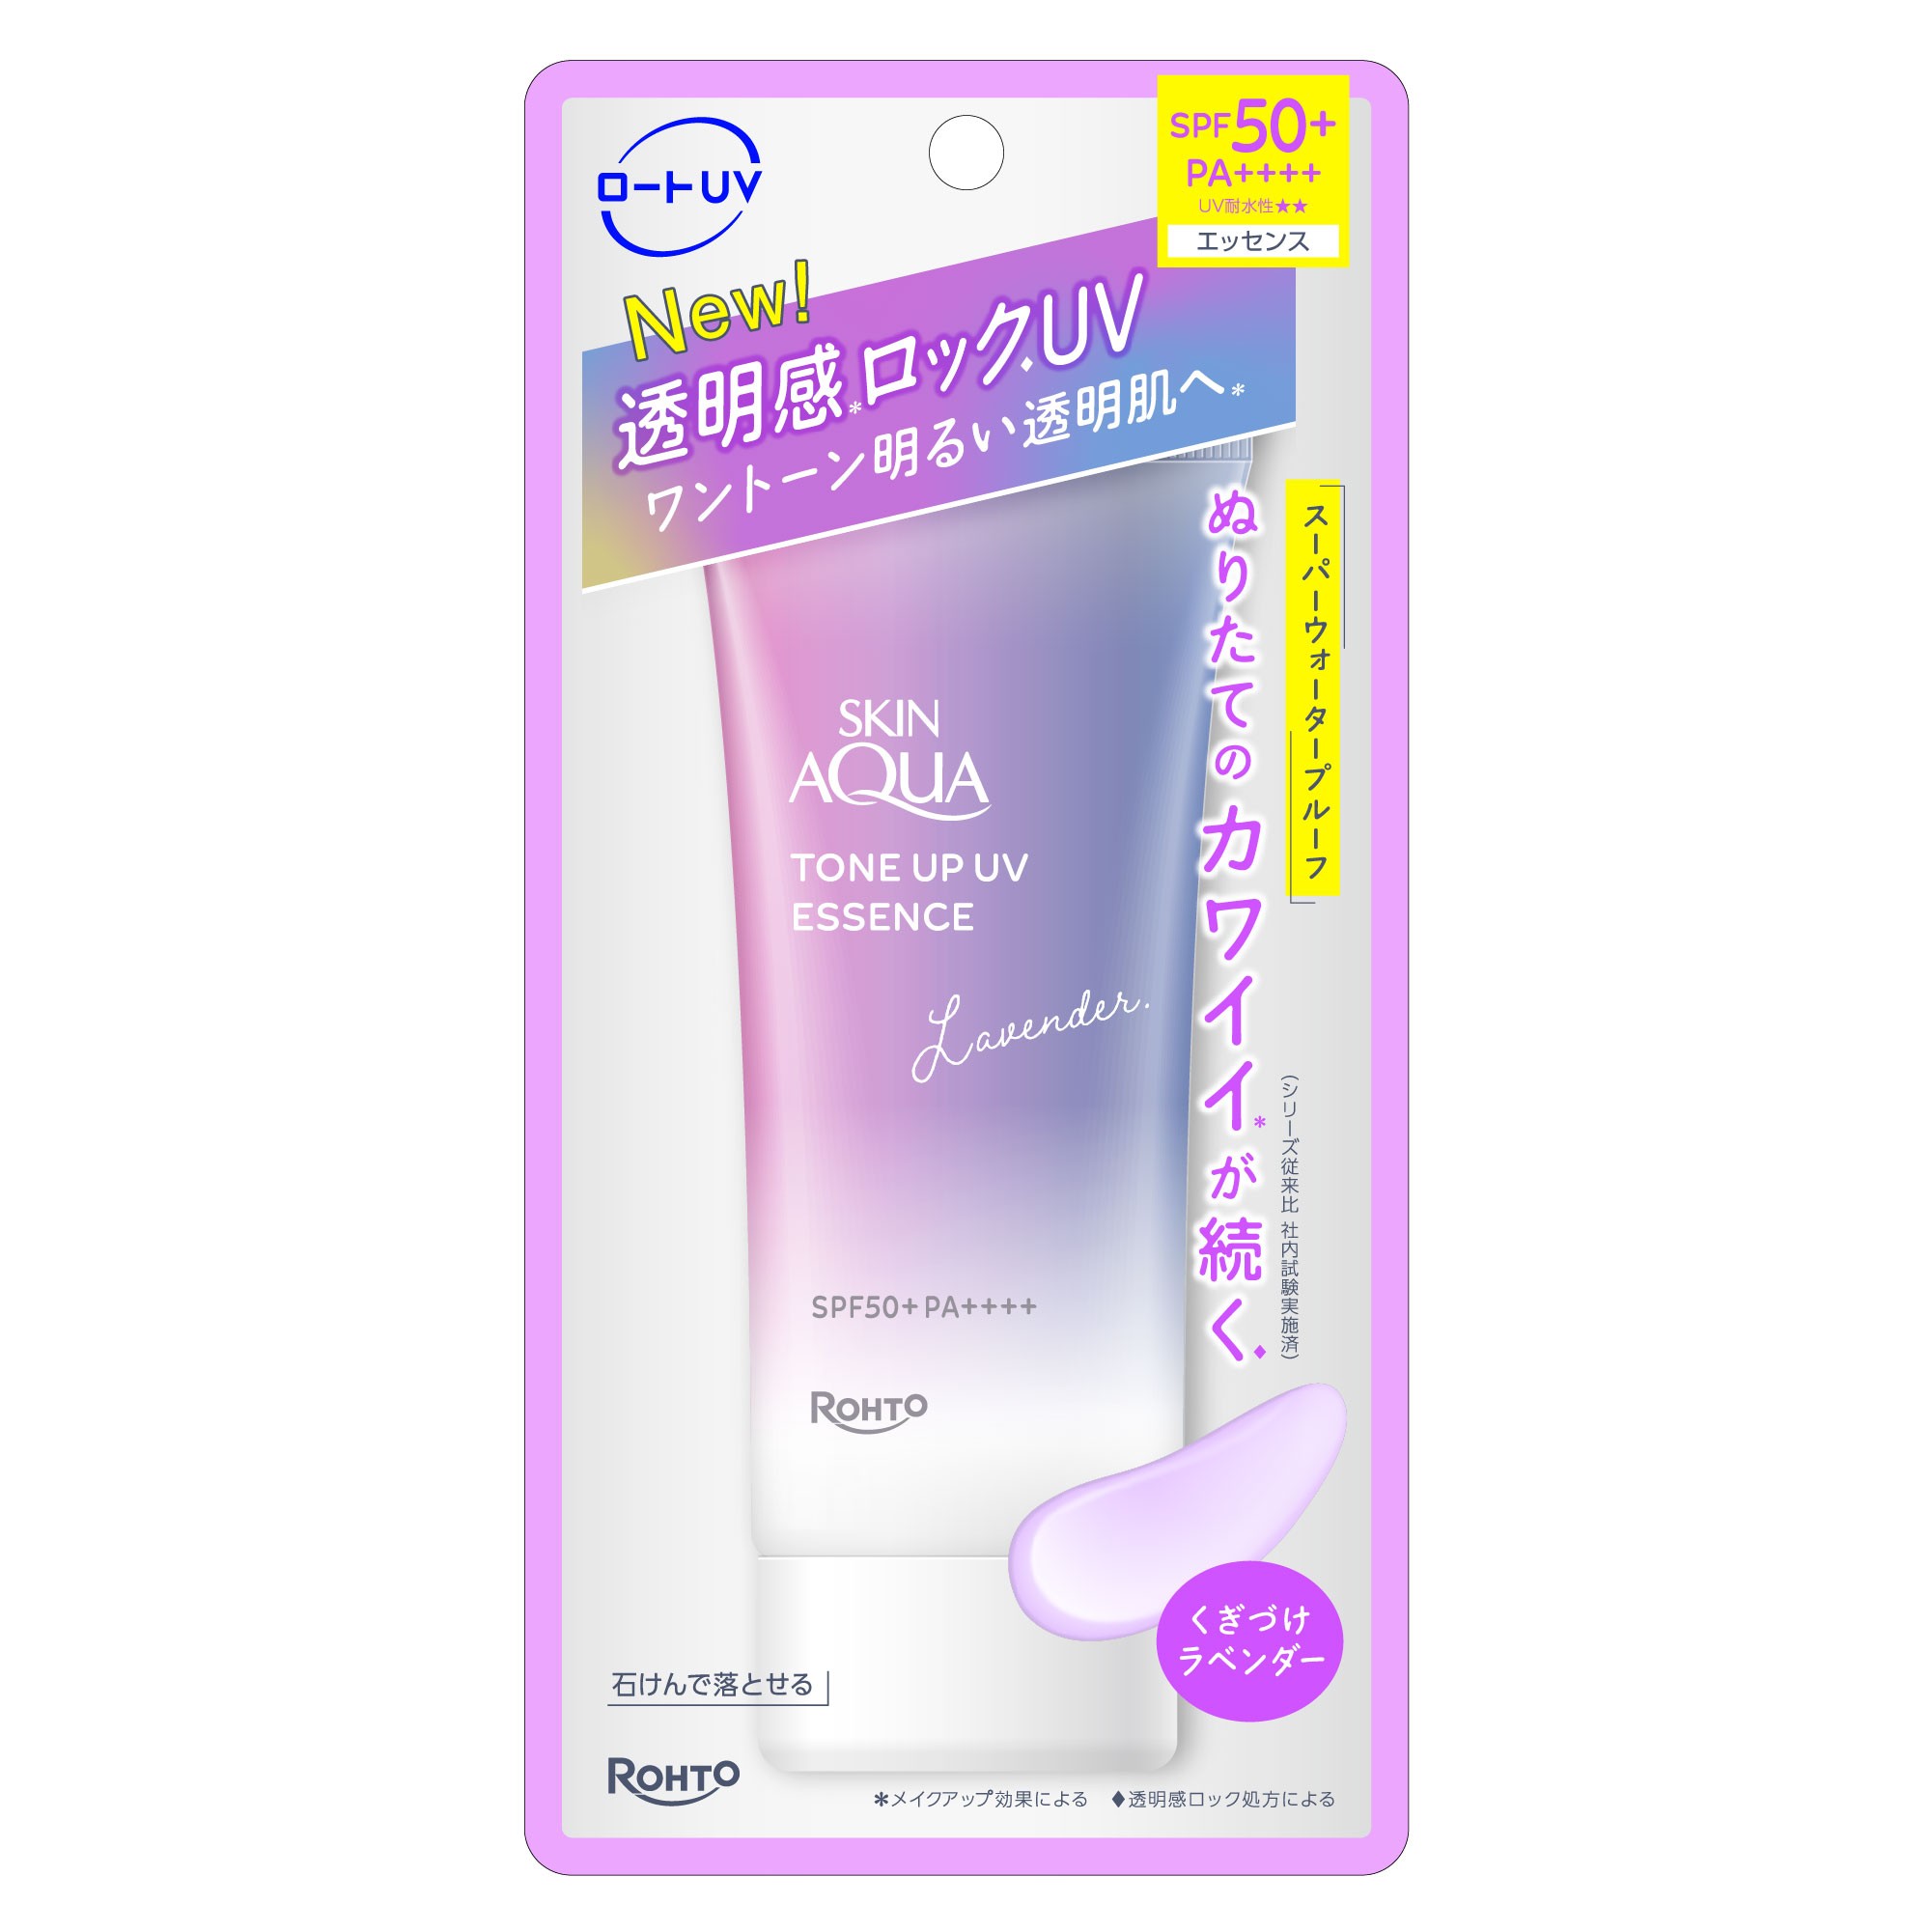 ロートUV
SPF50+
PA++++
UV耐水性★★
エッセンス
New!
透明感*ロック◆UV
ワントーン明るい透明肌へ*
スーパーウォータープルーフ
ぬりたてのカワイイ*が続く◆
(シリーズ従来比 社内試験実施済)
SKIN
AQUA
TONE UP UV
ESSENCE
Lavender.
SPF50+ PA++++
ROHTO
くぎづけ
ラベンダー
石けんで落とせる
ROHTO
*メイクアップ効果による ◆透明感ロック処方による